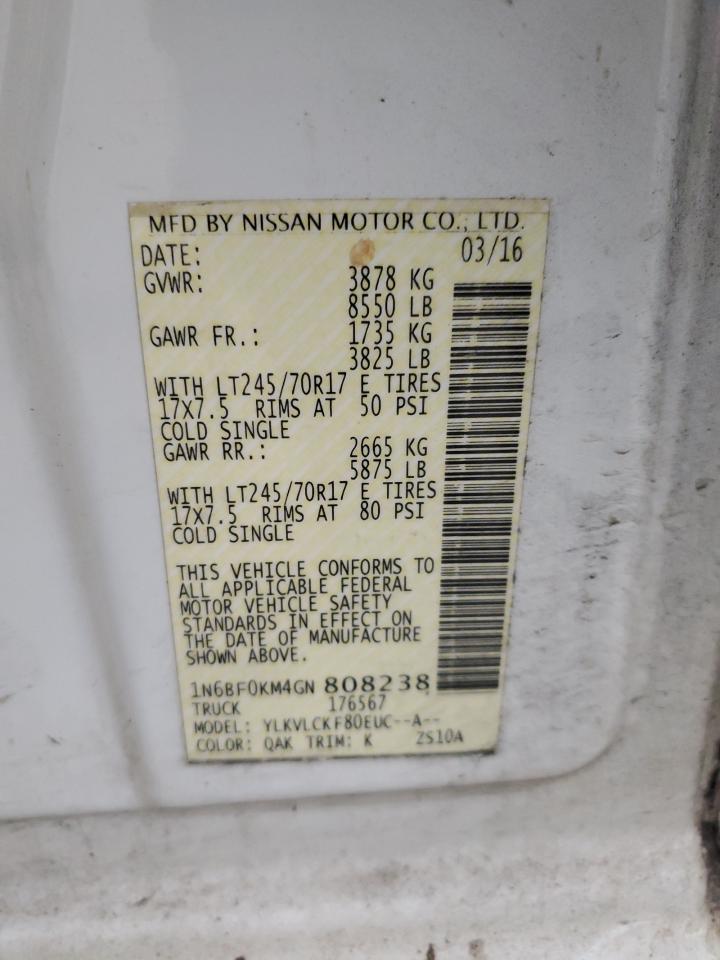 MFD BY NISSAN MOTOR CO., LTD.
DATE: 03/16
GVWR: 3878 KG
8550 LB
GAWR FR.: 1735 KG
3825 LB
WITH LT245/70R17 E TIRES
17X7.5 RIMS AT 50 PSI
COLD SINGLE
GAWR RR.: 2665 KG
5875 LB
WITH LT245/70R17 E TIRES
17X7.5 RIMS AT 80 PSI
COLD SINGLE
THIS VEHICLE CONFORMS TO
ALL APPLICABLE FEDERAL
MOTOR VEHICLE SAFETY
STANDARDS IN EFFECT ON
THE DATE OF MANUFACTURE
SHOWN ABOVE.
1N6BF0KM4GN 808238
TRUCK 176567
MODEL: YLKVLCKF80EUC--A--
COLOR: QAK TRIM: K ZS10A